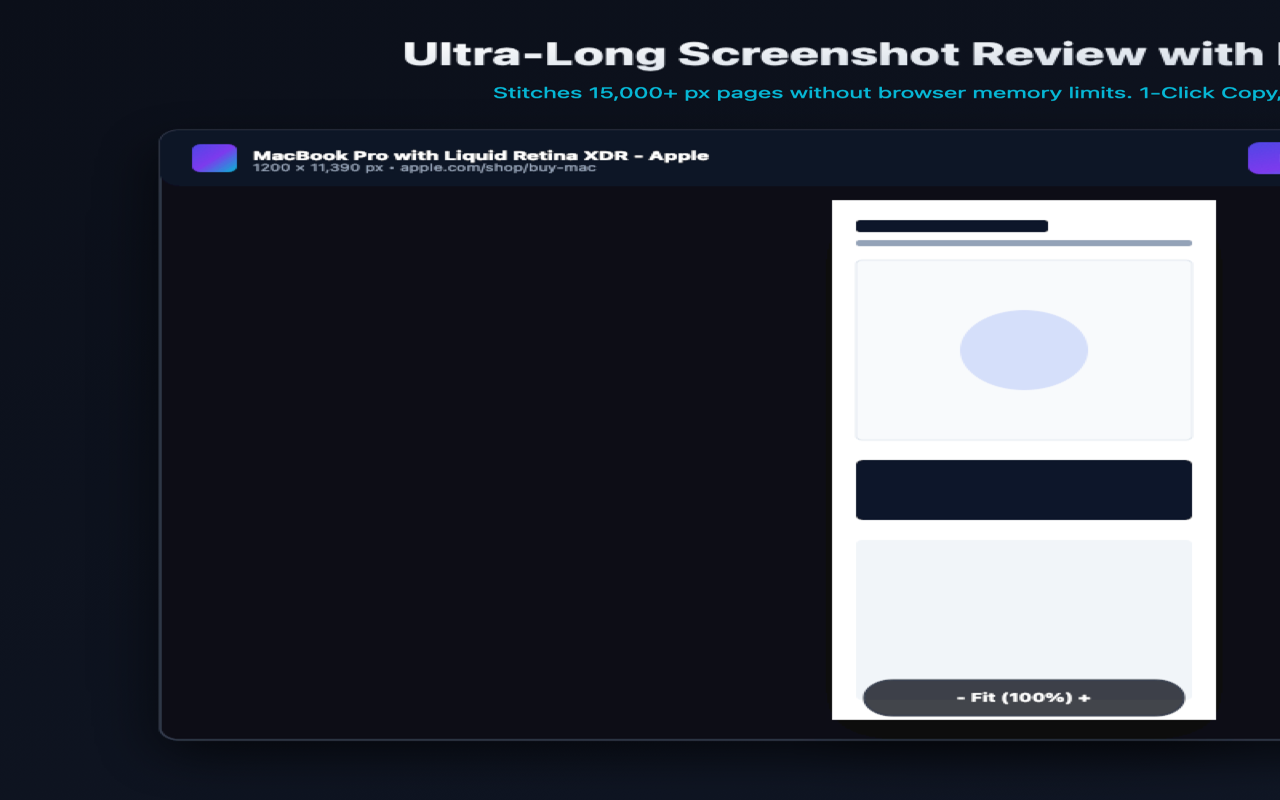 Ultra-Long Screenshot Review with
Stitches 15,000+ px pages without browser memory limits. 1-Click Copy,
MacBook Pro with Liquid Retina XDR - Apple
1200 × 11,390 px • apple.com/shop/buy-mac
- Fit (100%) +